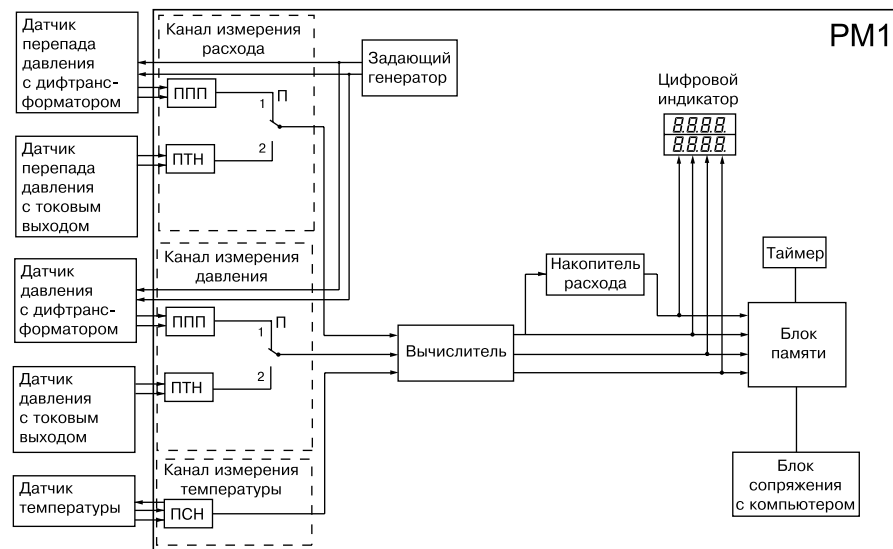 РМ1
Датчик
перепада
давления
с дифтранс-
форматором
Канал измерения
расхода
ППП
1
П
2
ПТН
Задающий
генератор
Датчик
перепада
давления
с токовым
выходом
Цифровой
индикатор
8.8.8.8.
8.8.8.8.
Датчик
давления
с дифтранс-
форматором
Канал измерения
давления
ППП
1
П
2
ПТН
Датчик
давления
с токовым
выходом
Накопитель
расхода
Таймер
Вычислитель
Блок
памяти
Датчик
температуры
Канал измерения
температуры
ПСН
Блок
сопряжения
с компьютером